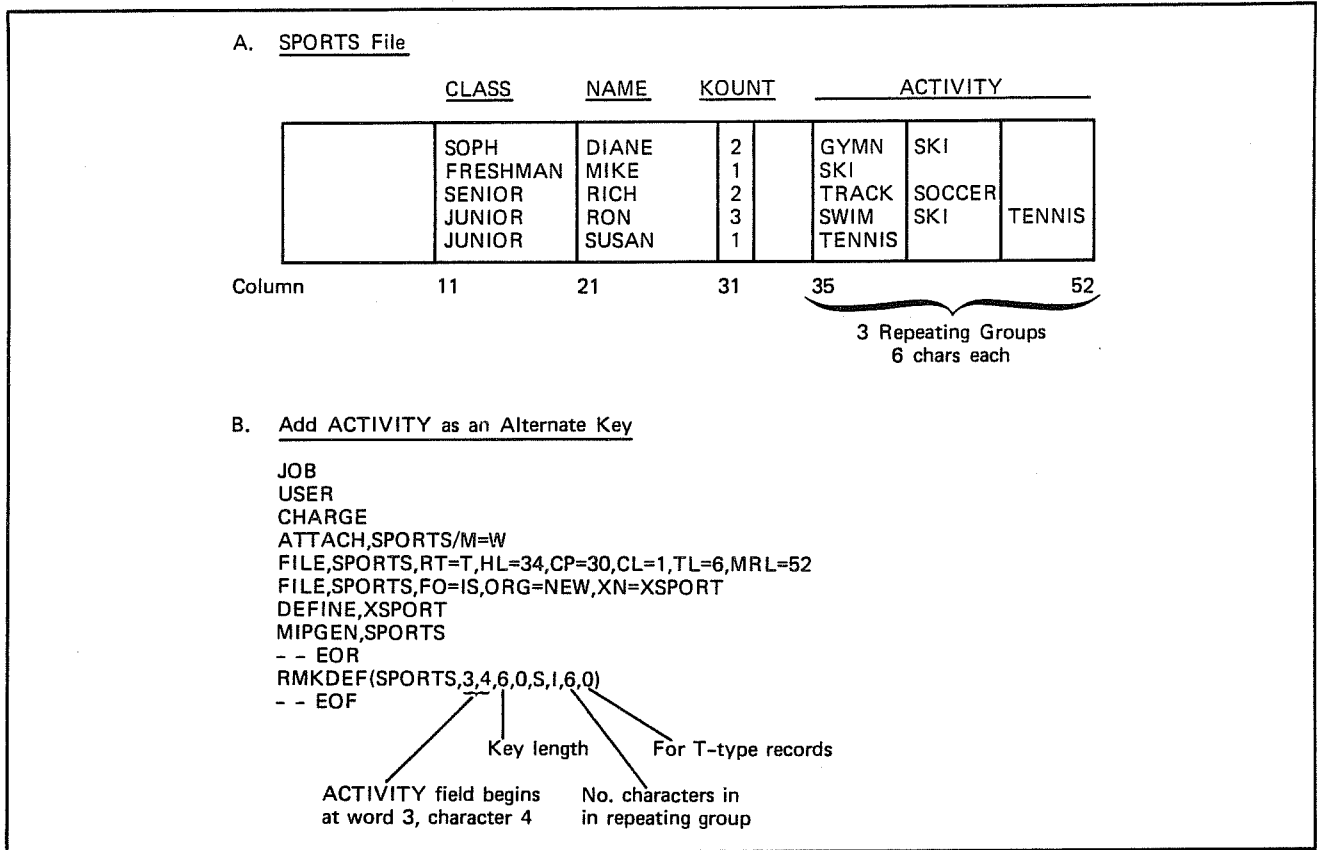 A. SPORTS File
CLASS NAME KOUNT ACTIVITY
SOPH DIANE 2 GYMN SKI
FRESHMAN MIKE 1 SKI
SENIOR RICH 2 TRACK SOCCER
JUNIOR RON 3 SWIM SKI TENNIS
JUNIOR SUSAN 1 TENNIS
Column 11 21 31 35 52
3 Repeating Groups
6 chars each
B. Add ACTIVITY as an Alternate Key
JOB
USER
CHARGE
ATTACH,SPORTS/M=W
FILE,SPORTS,RT=T,HL=34,CP=30,CL=1,TL=6,MRL=52
FILE,SPORTS,FO=IS,ORG=NEW,XN=XSPORT
DEFINE,XSPORT
MIPGEN,SPORTS
– – EOR
RMKDEF(SPORTS,3,4,6,0,S,I,6,0)
– – EOF
Key length For T-type records
ACTIVITY field begins No. characters in
at word 3, character 4 in repeating group